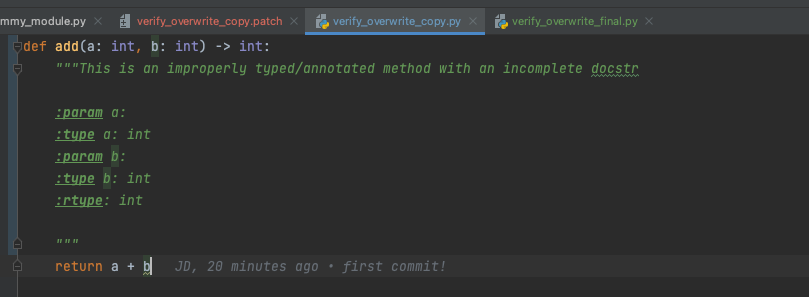 mmy_module.py verify_overwrite_copy.patch verify_overwrite_copy.py verify_overwrite_final.py
def add(a: int, b: int) -> int:
"""This is an improperly typed/annotated method with an incomplete docstr
:param a:
:type a: int
:param b:
:type b: int
:rtype: int
"""
return a + b JD, 20 minutes ago • first commit!